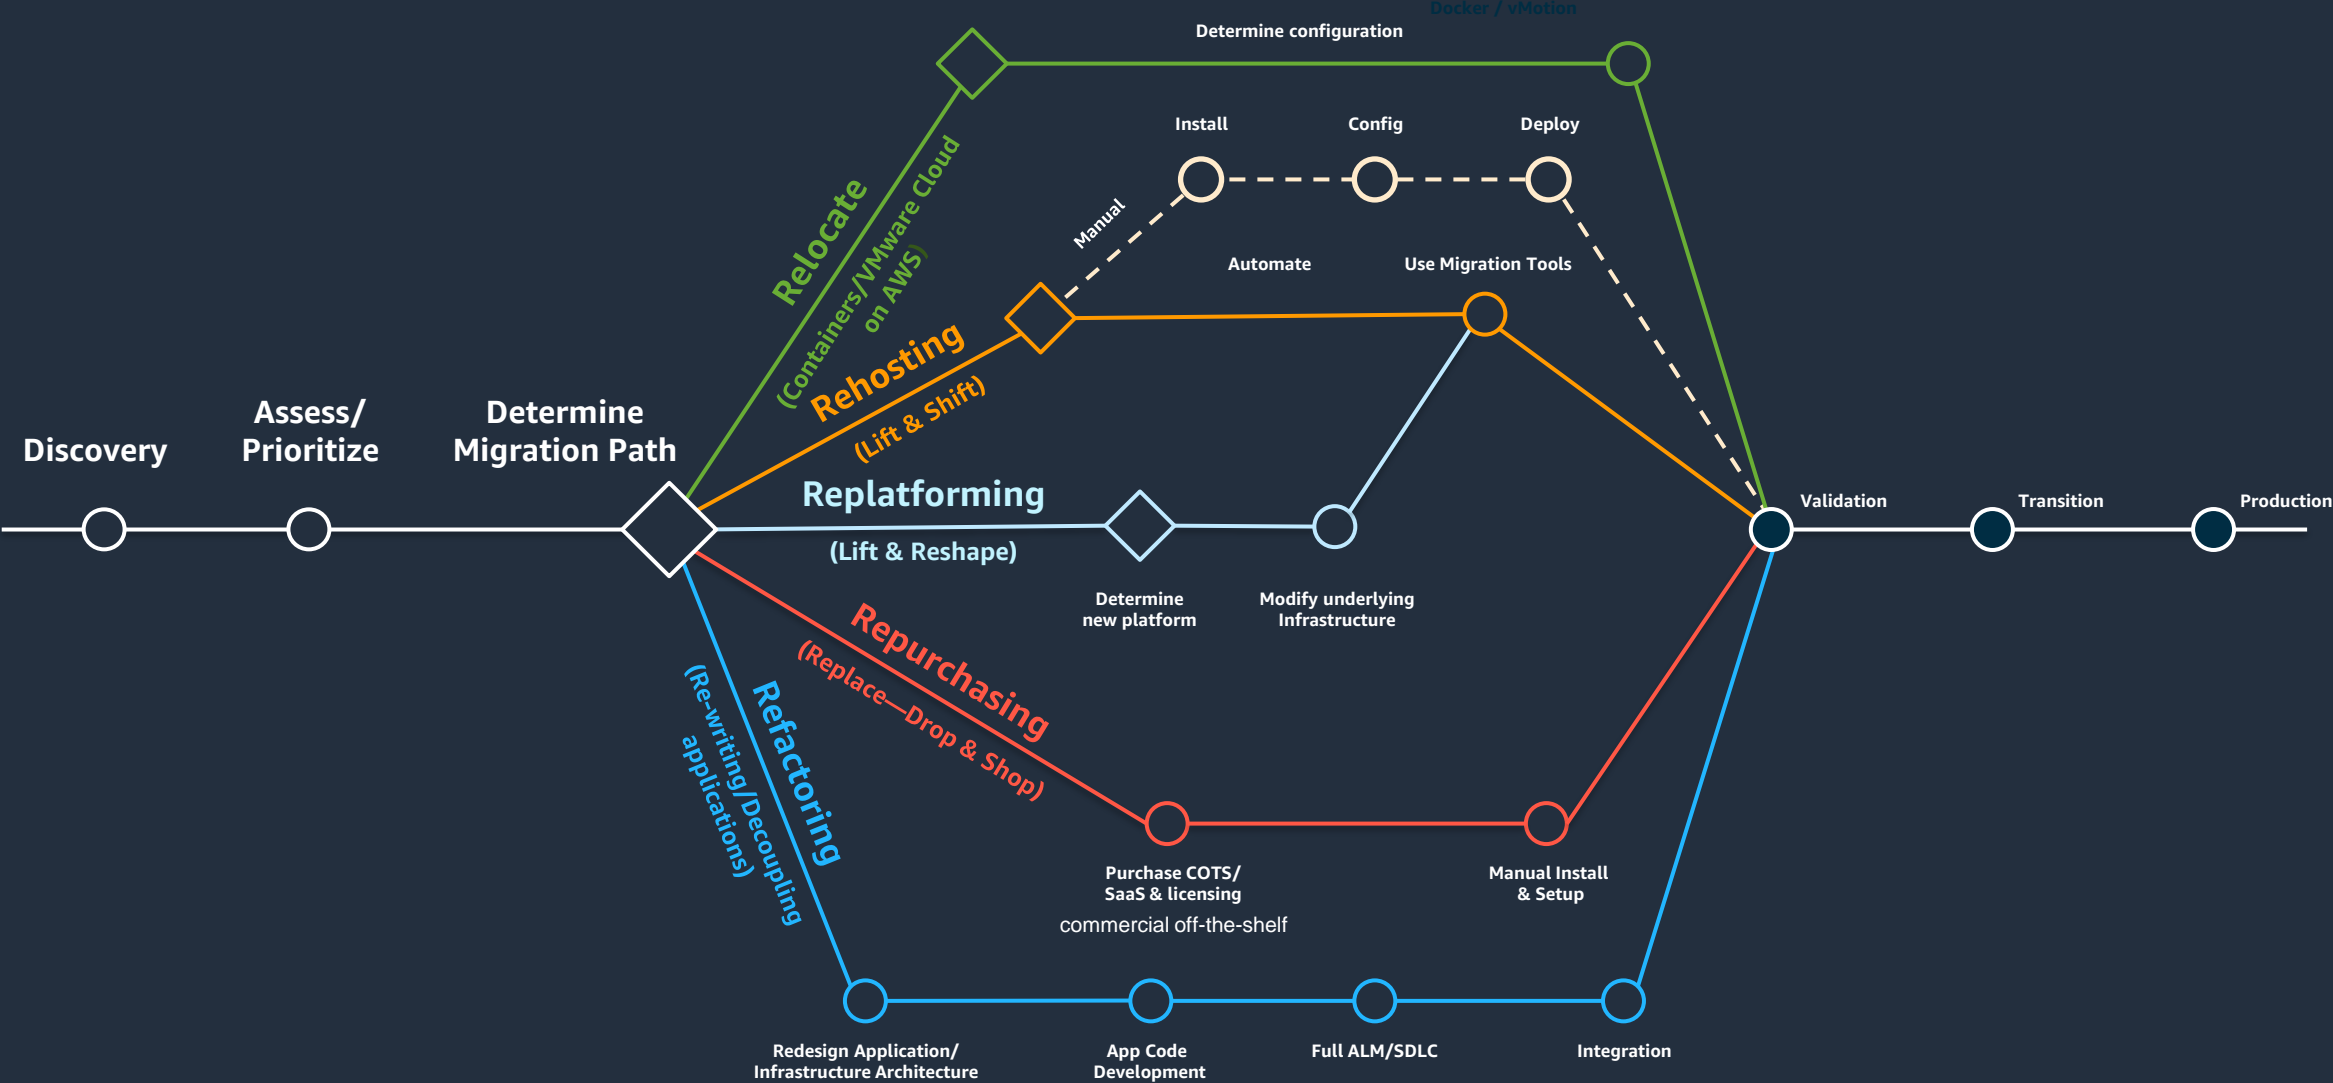 Docker / vMotion
Determine configuration
Install
Config
Deploy
Manual
Automate
Use Migration Tools
Relocate
(Containers/VMware Cloud
on AWS)
Rehosting
(Lift & Shift)
Discovery
Assess/
Prioritize
Determine
Migration Path
Replatforming
(Lift & Reshape)
Determine
new platform
Modify underlying
Infrastructure
Validation
Transition
Production
Repurchasing
(Replace—Drop & Shop)
Purchase COTS/
SaaS & licensing
commercial off-the-shelf
Manual Install
& Setup
Refactoring
(Re-writing/Decoupling
applications)
Redesign Application/
Infrastructure Architecture
App Code
Development
Full ALM/SDLC
Integration